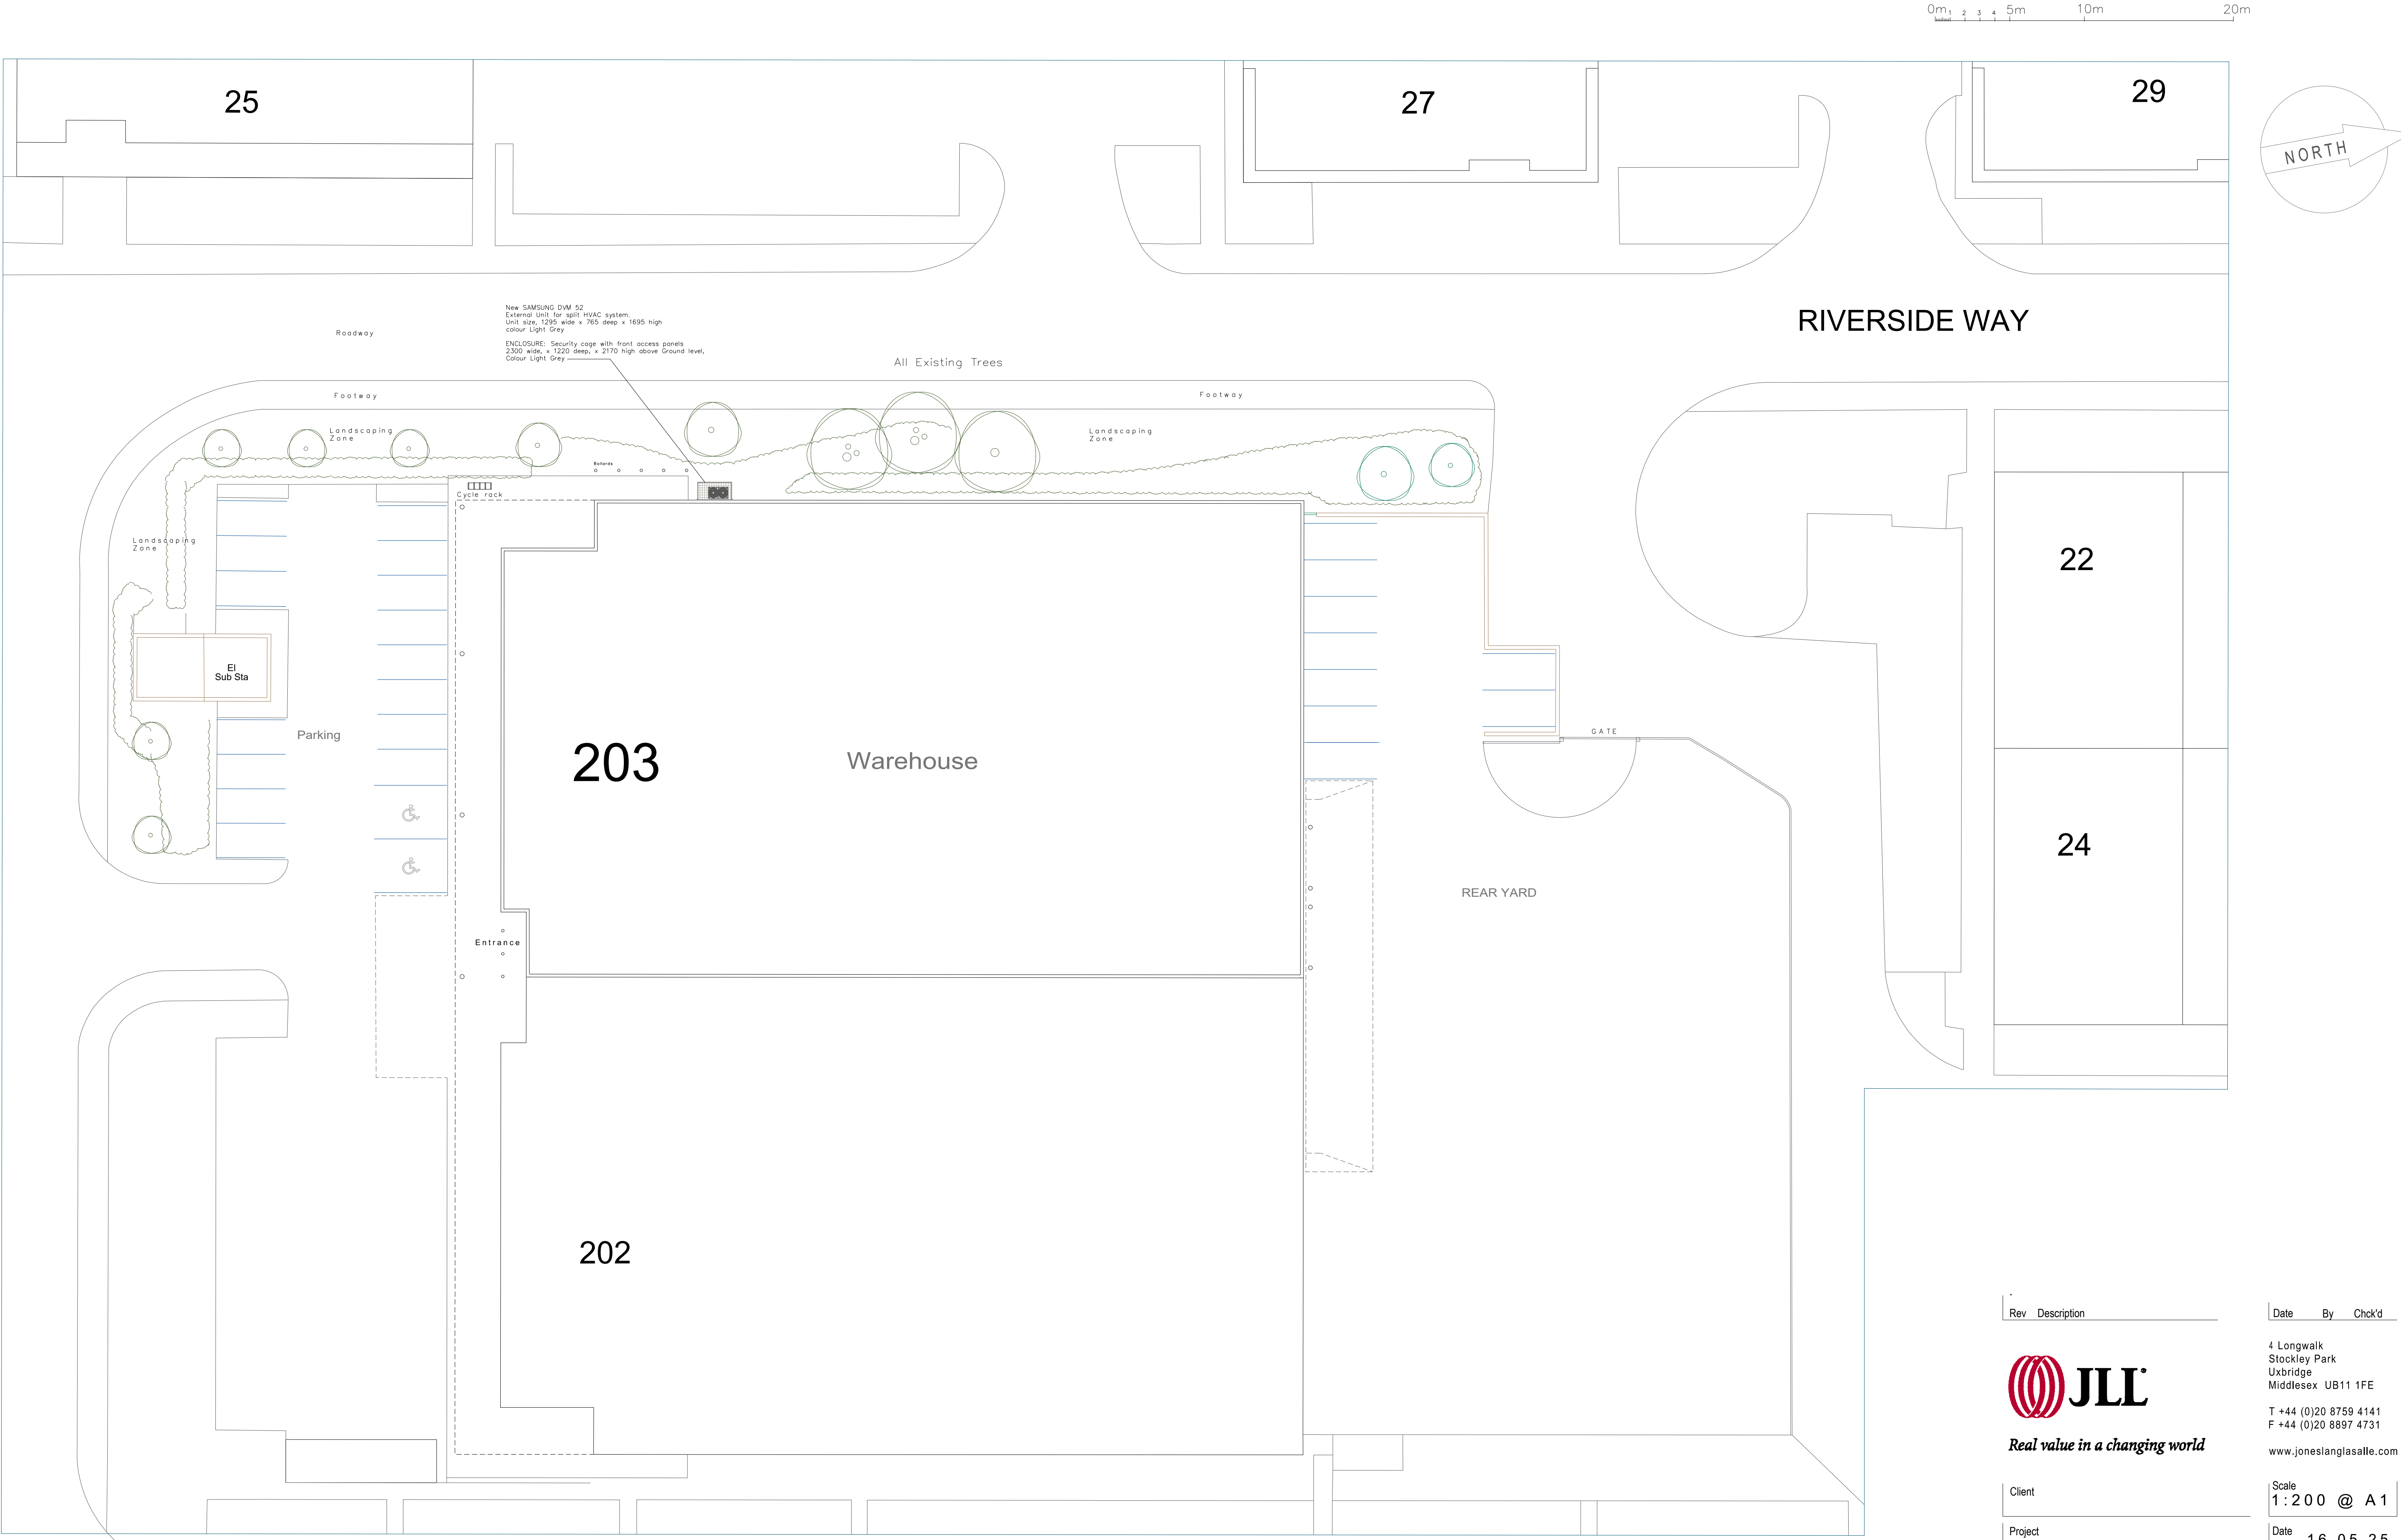 0m 1 2 3 4 5m 10m 20m
25
27
29
NORTH
New SAMSUNG DVM 52
External Unit for split HVAC system.
Unit size, 1295 wide x 765 deep x 1695 high
colour Light Grey
ENCLOSURE: Security cage with front access panels
2300 wide, x 1220 deep, x 2170 high above Ground level,
Colour Light Grey
Roadway
RIVERSIDE WAY
All Existing Trees
Footway
Footway
Landscaping
Zone
Landscaping
Zone
Bollards
Cycle rack
Landscaping
Zone
22
El
Sub Sta
Parking
GATE
203
Warehouse
24
REAR YARD
Entrance
202
-
Rev Description
Date By Chck'd
JLL
Real value in a changing world
4 Longwalk
Stockley Park
Uxbridge
Middlesex UB11 1FE
T +44 (0)20 8759 4141
F +44 (0)20 8897 4731
www.joneslanglasalle.com
Client
Scale
1:200 @ A1
Project
Date
16 05 25